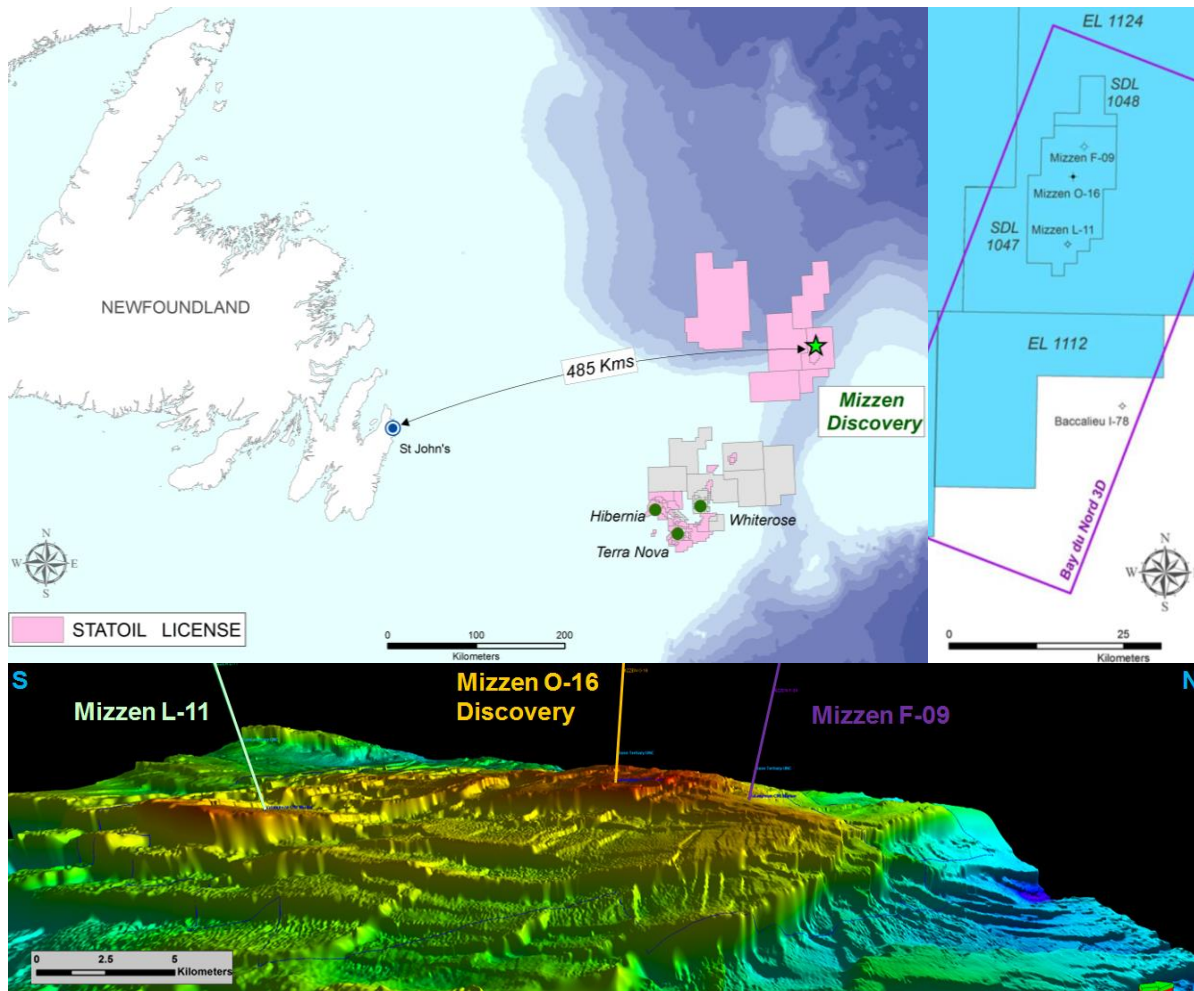 NEWFOUNDLAND
485 Kms
Mizzen
Discovery
St John's
Hibernia
Whiterose
Terra Nova
N
W
E
S
STATOIL LICENSE
0
100
200
Kilometers
EL 1124
SDL
1048
Mizzen F-09
Mizzen O-16
Mizzen L-11
SDL
1047
EL 1112
Baccalieu I-78
Bay du Nord 3D
N
W
S
0
25
Kilometers
S
N
Mizzen L-11
Mizzen O-16
Discovery
Mizzen F-09
0
2.5
5
Kilometers